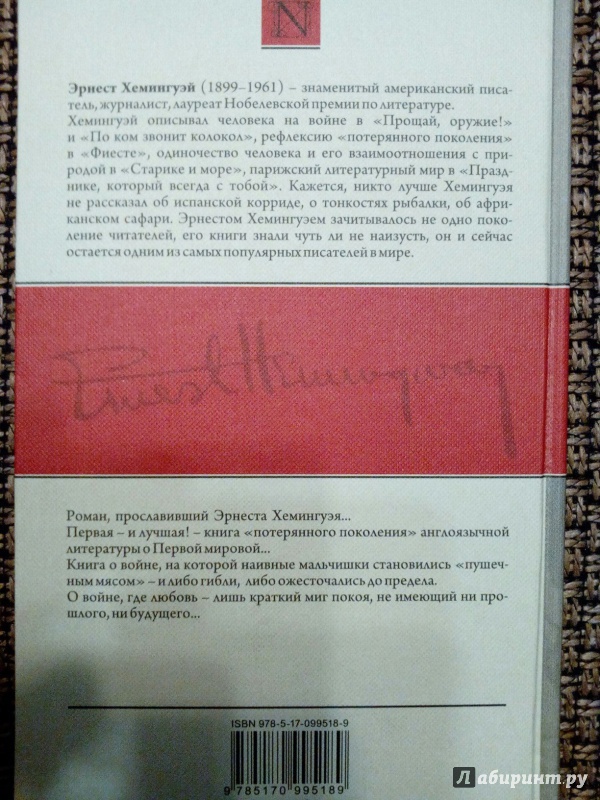 N
Эрнест Хемингуэй (1899–1961) – знаменитый американский писа-
тель, журналист, лауреат Нобелевской премии по литературе.
Хемингуэй описывал человека на войне в «Прощай, оружие!»
и «По ком звонит колокол», рефлексию «потерянного поколения»
в «Фиесте», одиночество человека и его взаимоотношения с при-
родой в «Старике и море», парижский литературный мир в «Празд-
нике, который всегда с тобой». Кажется, никто лучше Хемингуэя
не рассказал об испанской корриде, о тонкостях рыбалки, об афри-
канском сафари. Эрнестом Хемингуэем зачитывалось не одно поко-
ление читателей, его книги знали чуть ли не наизусть, он и сейчас
остается одним из самых популярных писателей в мире.
Ernest Hemingway
Роман, прославивший Эрнеста Хемингуэя...
Первая – и лучшая! – книга «потерянного поколения» англоязычной
литературы о Первой мировой...
Книга о войне, на которой наивные мальчишки становились «пушеч-
ным мясом» – и либо гибли, либо ожесточались до предела.
О войне, где любовь – лишь краткий миг покоя, не имеющий ни про-
шлого, ни будущего...
ISBN 978-5-17-099518-9
9 785170 995189
Лабиринт.ру